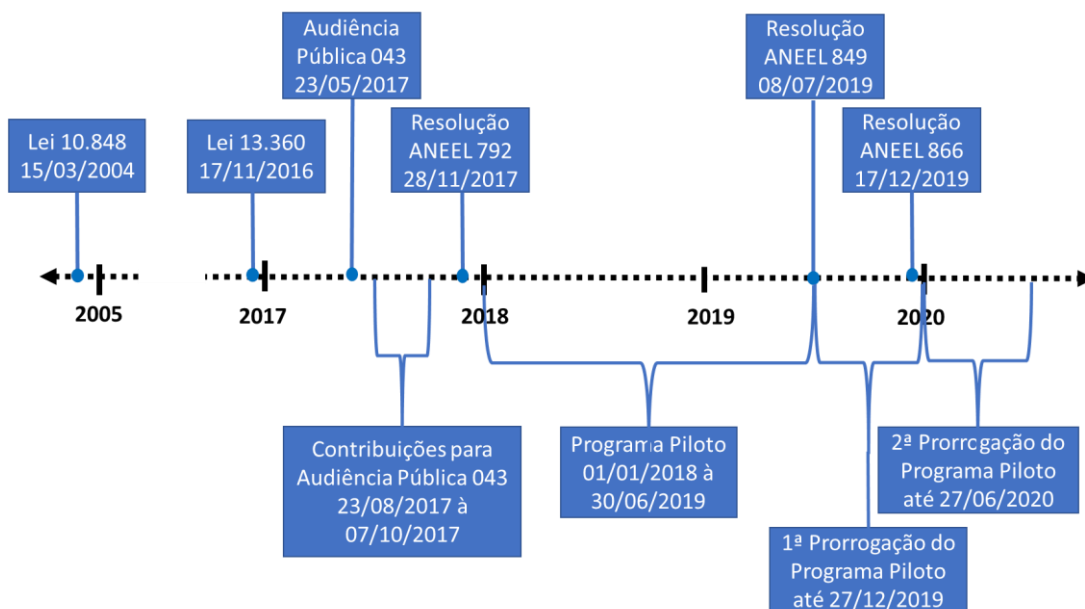 Audiência
Pública 043
23/05/2017
Resolução
ANEEL 849
08/07/2019
Lei 10.848
15/03/2004
Lei 13.360
17/11/2016
Resolução
ANEEL 792
28/11/2017
Resolução
ANEEL 866
17/12/2019
2005
2017
2018
2019
2020
Contribuições para
Audiência Pública 043
23/08/2017 à
07/10/2017
Programa Piloto
01/01/2018 à
30/06/2019
2ª Prorrogação do
Programa Piloto
até 27/06/2020
1ª Prorrogação do
Programa Piloto
até 27/12/2019